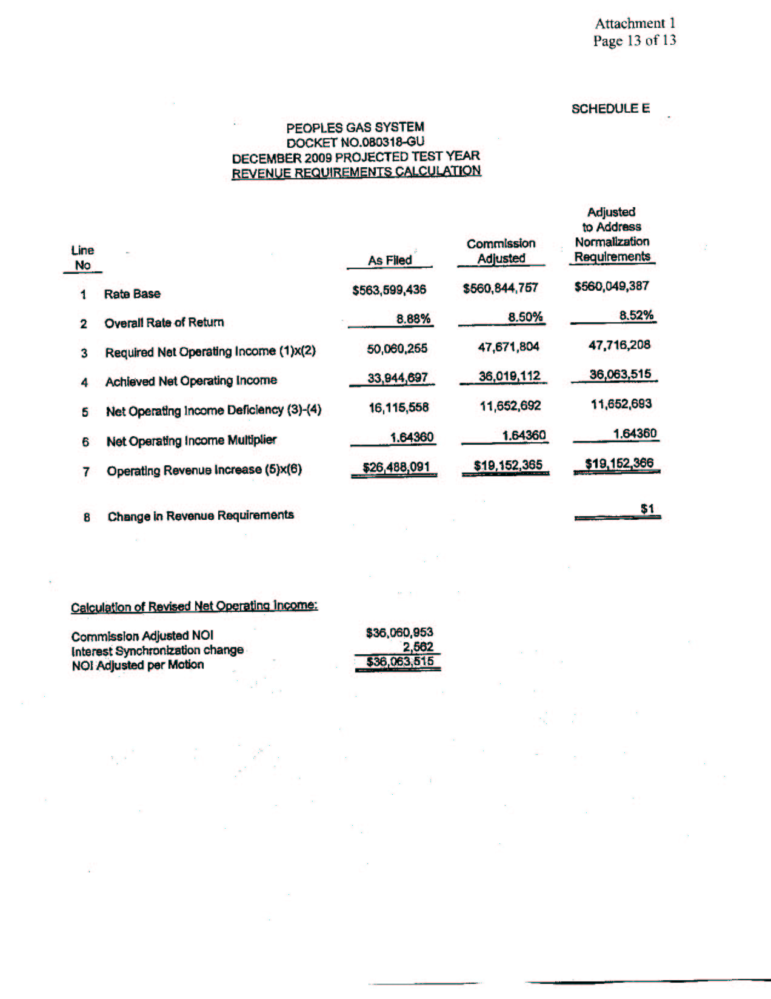 Attachment 1
Page 13 of 13
SCHEDULE E
PEOPLES GAS SYSTEM
DOCKET NO.080318-GU
DECEMBER 2009 PROJECTED TEST YEAR
REVENUE REQUIREMENTS CALCULATION
Adjusted
to Address
Line Commission Normalization
No As Filed Adjusted Requirements
1 Rate Base $563,599,436 $560,844,757 $560,049,387
2 Overall Rate of Return 8.88% 8.50% 8.52%
3 Required Net Operating Income (1)x(2) 50,060,255 47,671,804 47,716,208
4 Achieved Net Operating Income 33,944,697 36,019,112 36,063,515
5 Net Operating Income Deficiency (3)-(4) 16,115,558 11,652,692 11,652,693
6 Net Operating Income Multiplier 1.64360 1.64360 1.64360
7 Operating Revenue Increase (5)x(6) $26,488,091 $19,152,365 $19,152,366
8 Change in Revenue Requirements $1
Calculation of Revised Net Operating Income:
Commission Adjusted NOI $36,060,953
Interest Synchronization change 2,562
NOI Adjusted per Motion $36,063,515